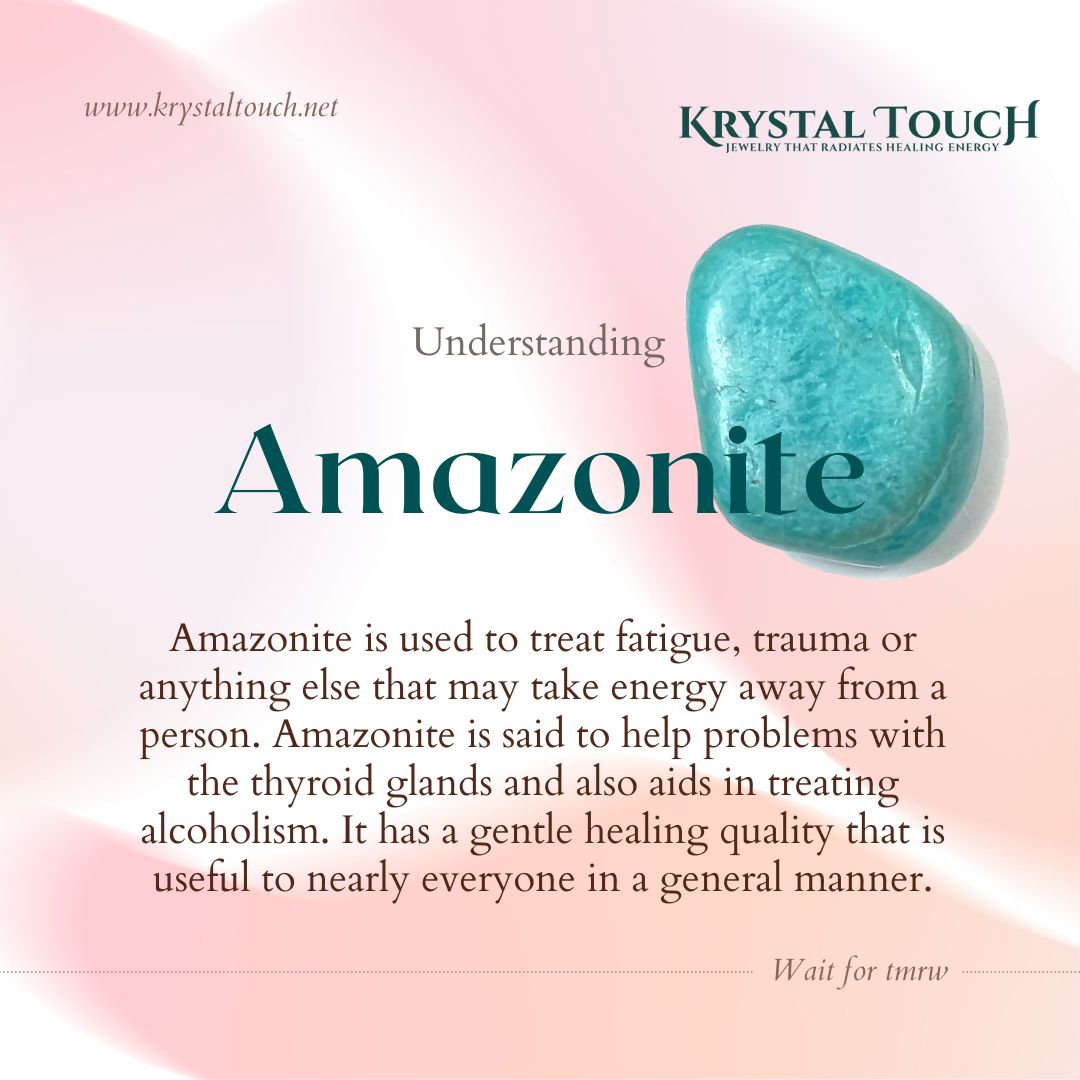 www.krystaltouch.net
KRYSTAL TOUCH
JEWELRY THAT RADIATES HEALING ENERGY
Understanding
Amazonite
Amazonite is used to treat fatigue, trauma or
anything else that may take energy away from a
person. Amazonite is said to help problems with
the thyroid glands and also aids in treating
alcoholism. It has a gentle healing quality that is
useful to nearly everyone in a general manner.
Wait for tmrw